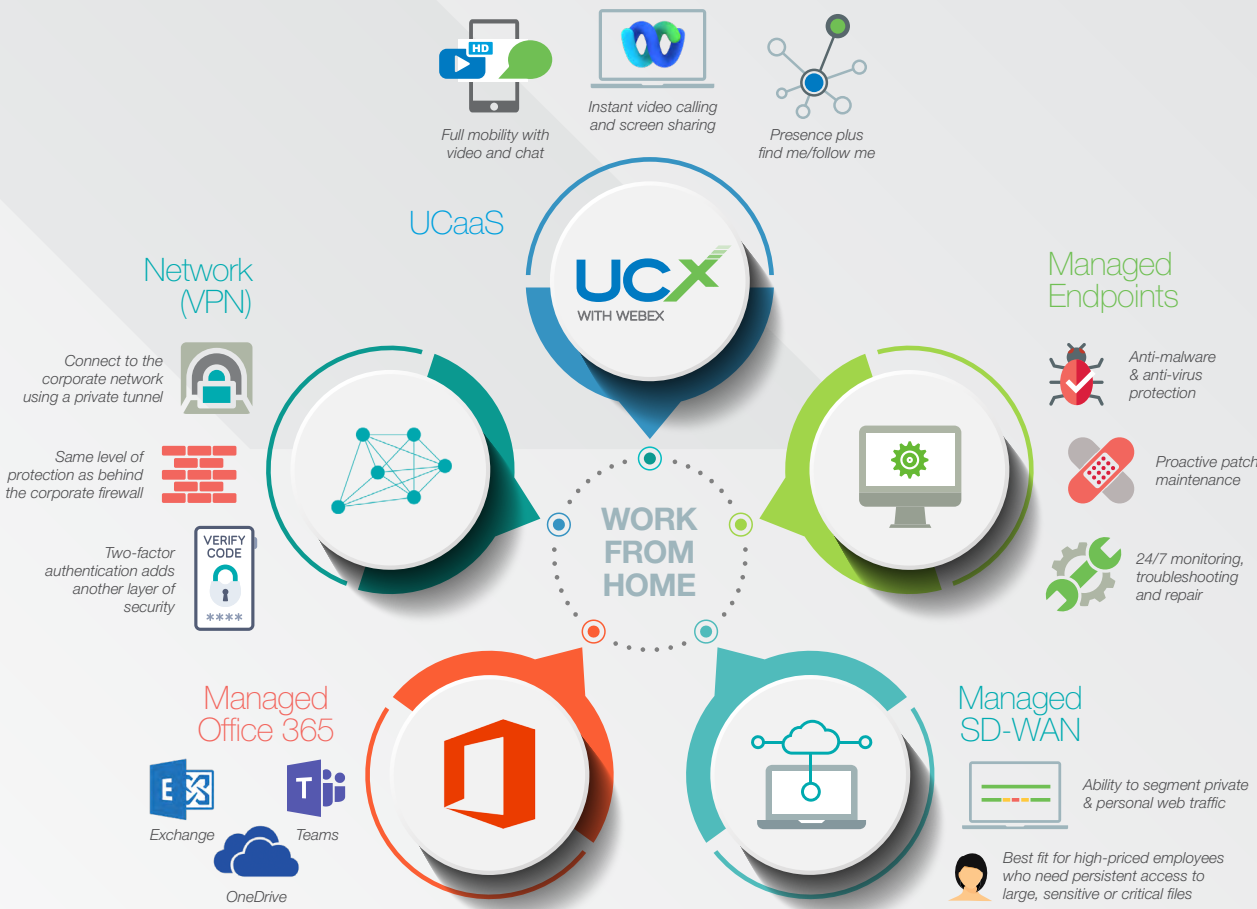 HD
Full mobility with
video and chat
Instant video calling
and screen sharing
Presence plus
find me/follow me
UCaaS
UCX
WITH WEBEX
Network
(VPN)
Connect to the
corporate network
using a private tunnel
Same level of
protection as behind
the corporate firewall
VERIFY
CODE
****
Two-factor
authentication adds
another layer of
security
Managed
Endpoints
Anti-malware
& anti-virus
protection
Proactive patch
maintenance
24/7 monitoring,
troubleshooting
and repair
WORK
FROM
HOME
Managed
Office 365
E
Exchange
T
Teams
OneDrive
Managed
SD-WAN
Ability to segment private
& personal web traffic
Best fit for high-priced employees
who need persistent access to
large, sensitive or critical files